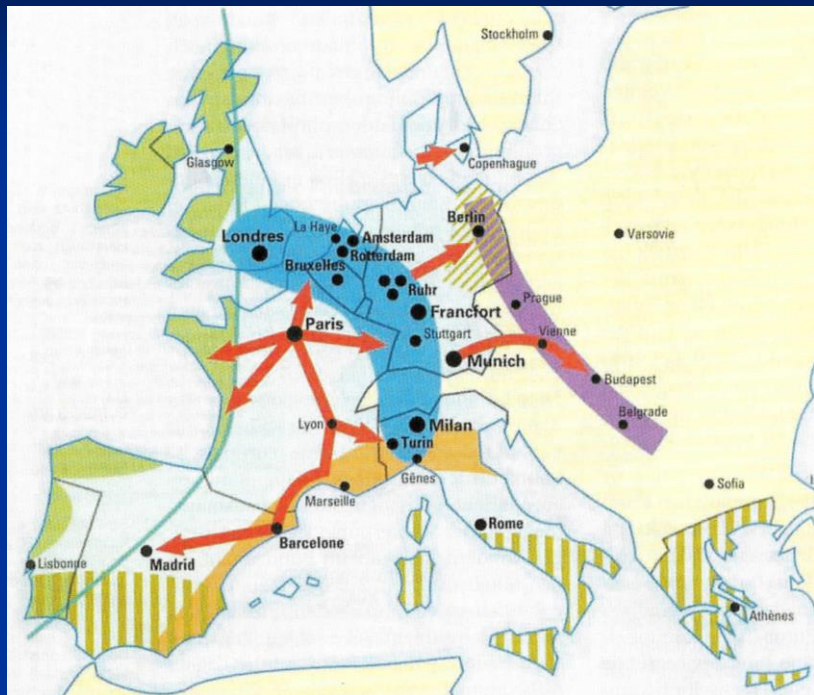 Stockholm
Glasgow
Copenhague
Berlin
Londres
La Haye
Amsterdam
Rotterdam
Varsovie
Bruxelles
Ruhr
Prague
Francfort
Paris
Stuttgart
Vienne
Munich
Budapest
Lyon
Milan
Belgrade
Turin
Gênes
Marseille
Sofia
Rome
Barcelone
Lisbonne
Madrid
Athènes